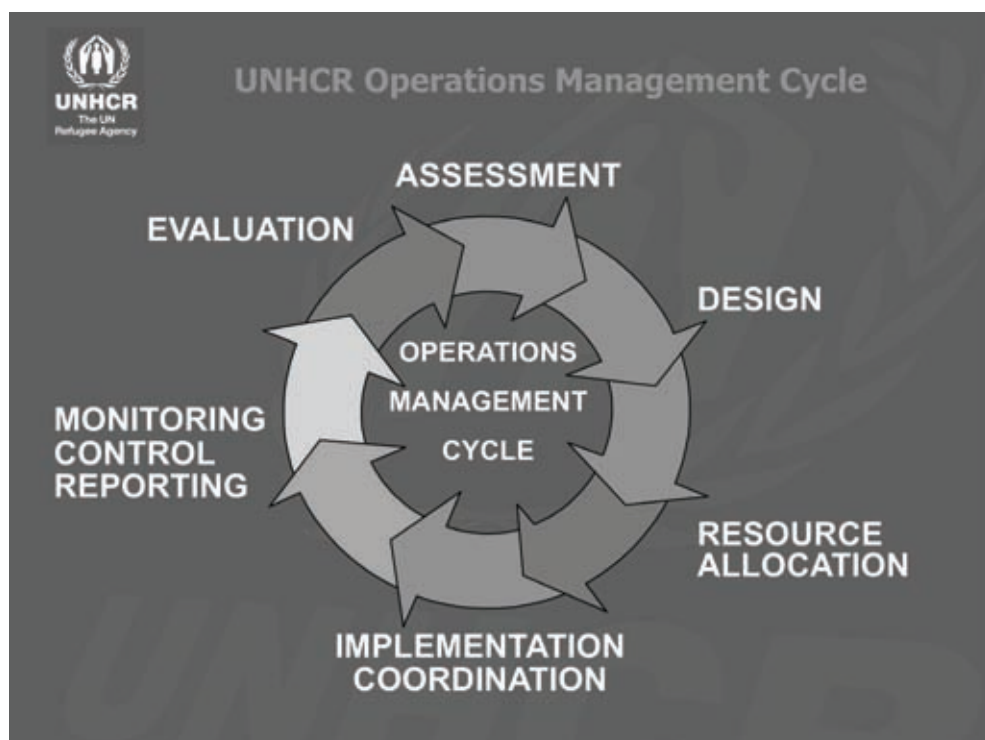 UNHCR
The UN
Refugee Agency
UNHCR Operations Management Cycle
ASSESSMENT
EVALUATION
DESIGN
OPERATIONS
MANAGEMENT
CYCLE
MONITORING
CONTROL
REPORTING
RESOURCE
ALLOCATION
IMPLEMENTATION
COORDINATION
UNHCR